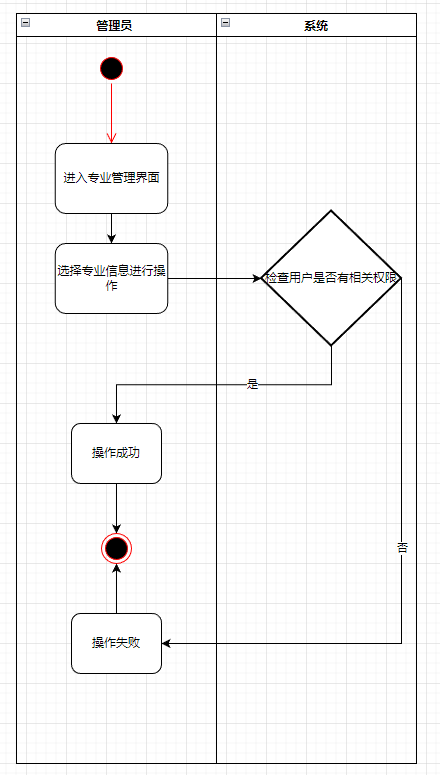 管理员
系统
进入专业管理界面
选择专业信息进行操
作
检查用户是否有相关权限
是
操作成功
否
操作失败